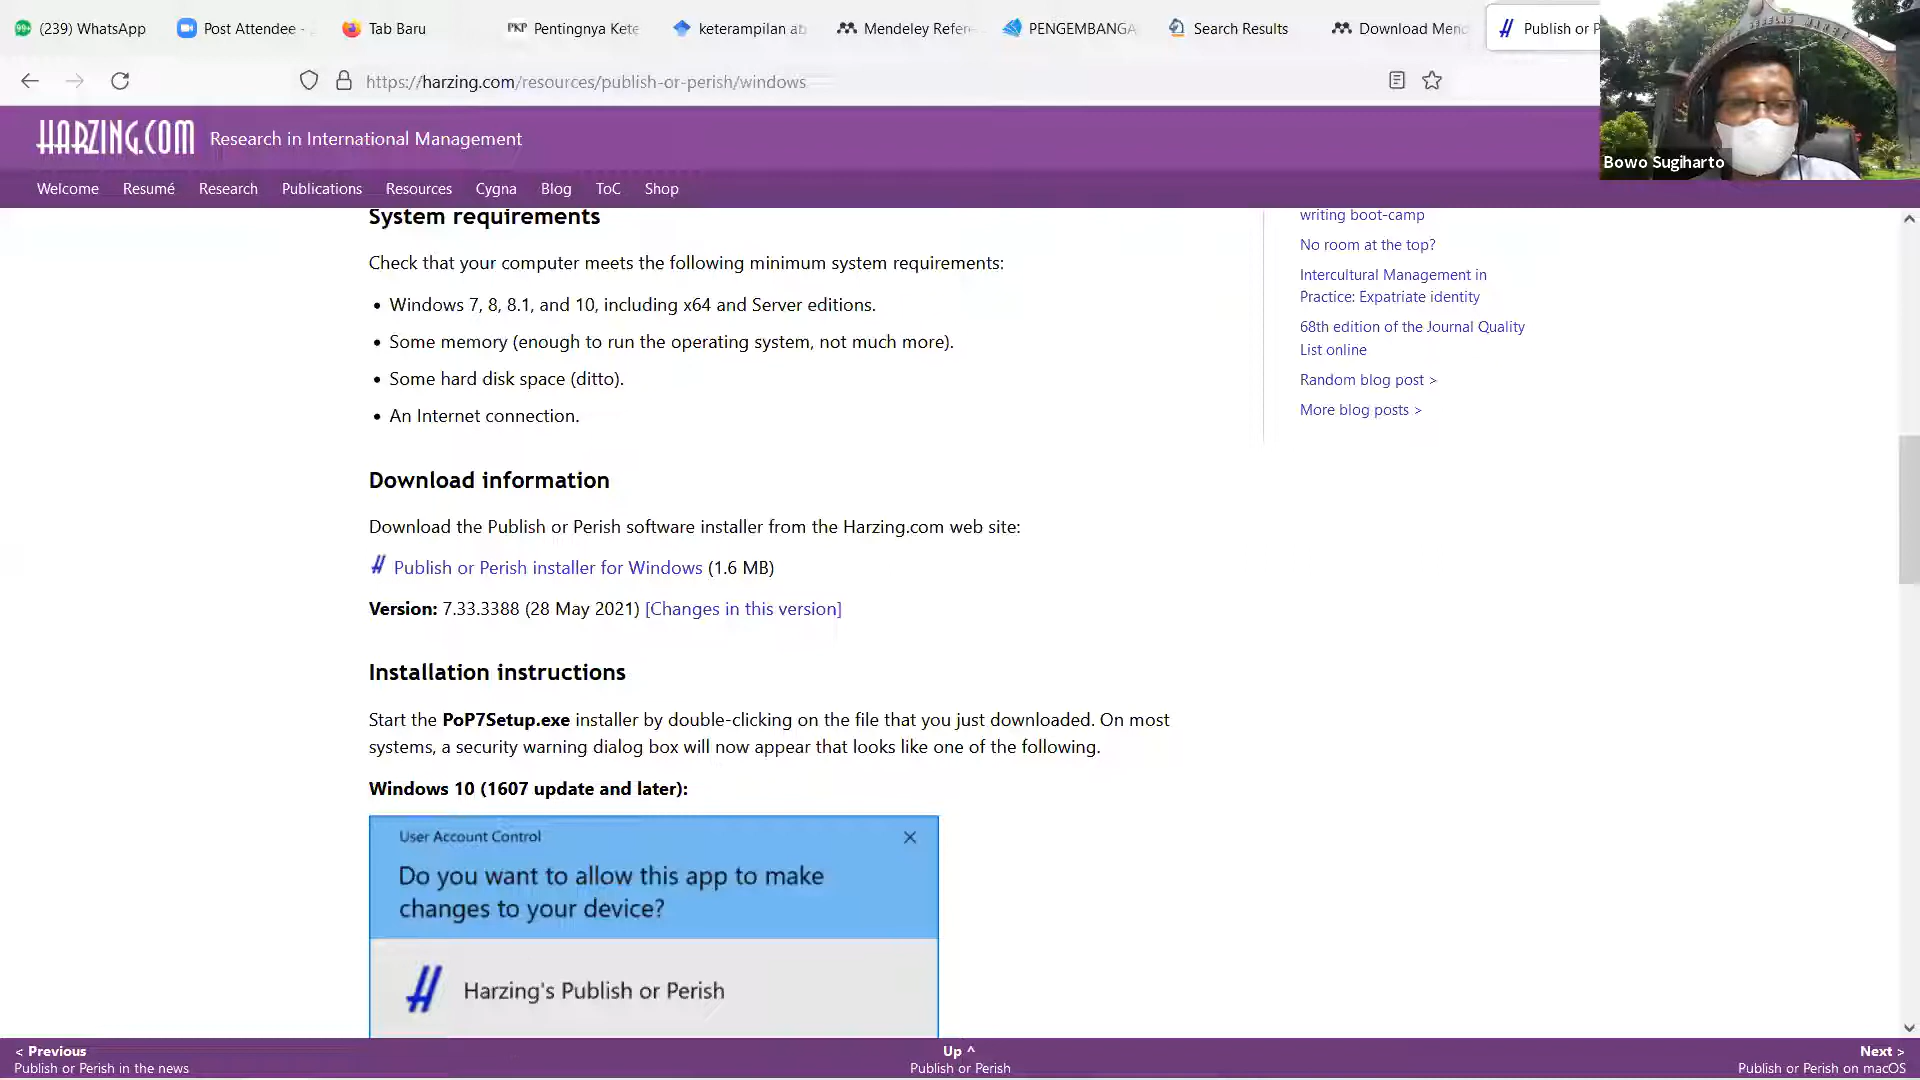 (239) WhatsApp
Post Attendee -
Tab Baru
PKP Pentingnya Kete
keterampilan ab
Mendeley Refere
PENGEMBANGA
Search Results
Download Mend
Publish or P
https://harzing.com/resources/publish-or-perish/windows
HARZING.COM Research in International Management
Welcome Resumé Research Publications Resources Cygna Blog ToC Shop
Bowo Sugiharto
System requirements
Check that your computer meets the following minimum system requirements:
• Windows 7, 8, 8.1, and 10, including x64 and Server editions.
• Some memory (enough to run the operating system, not much more).
• Some hard disk space (ditto).
• An Internet connection.
writing boot-camp
No room at the top?
Intercultural Management in
Practice: Expatriate identity
68th edition of the Journal Quality
List online
Random blog post >
More blog posts >
Download information
Download the Publish or Perish software installer from the Harzing.com web site:
Publish or Perish installer for Windows (1.6 MB)
Version: 7.33.3388 (28 May 2021) [Changes in this version]
Installation instructions
Start the PoP7Setup.exe installer by double-clicking on the file that you just downloaded. On most
systems, a security warning dialog box will now appear that looks like one of the following.
Windows 10 (1607 update and later):
User Account Control
Do you want to allow this app to make
changes to your device?
Harzing's Publish or Perish
< Previous
Publish or Perish in the news
Up ^
Publish or Perish
Next >
Publish or Perish on macOS